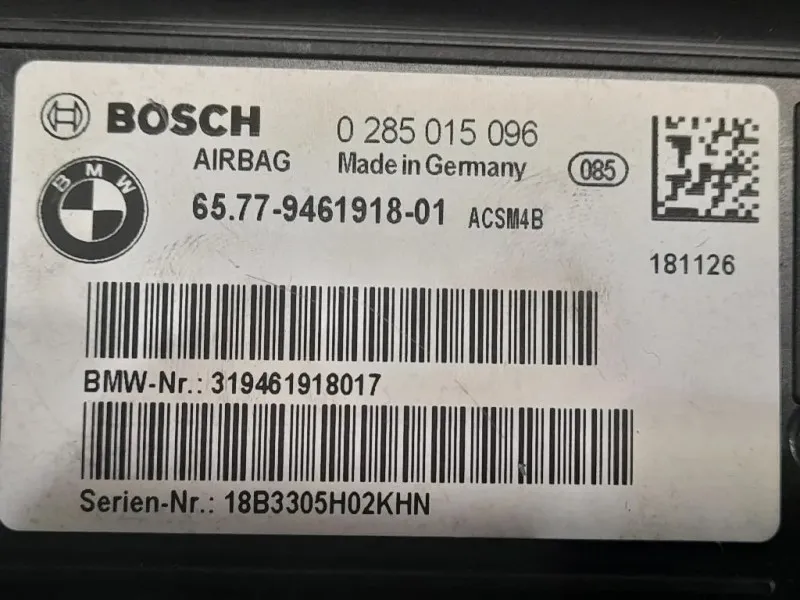 BOSCH 0 285 015 096
AIRBAG Made in Germany 085
BMW
65.77-9461918-01 ACSM4B
181126
BMW-Nr.: 319461918017
Serien-Nr.: 18B3305H02KHN